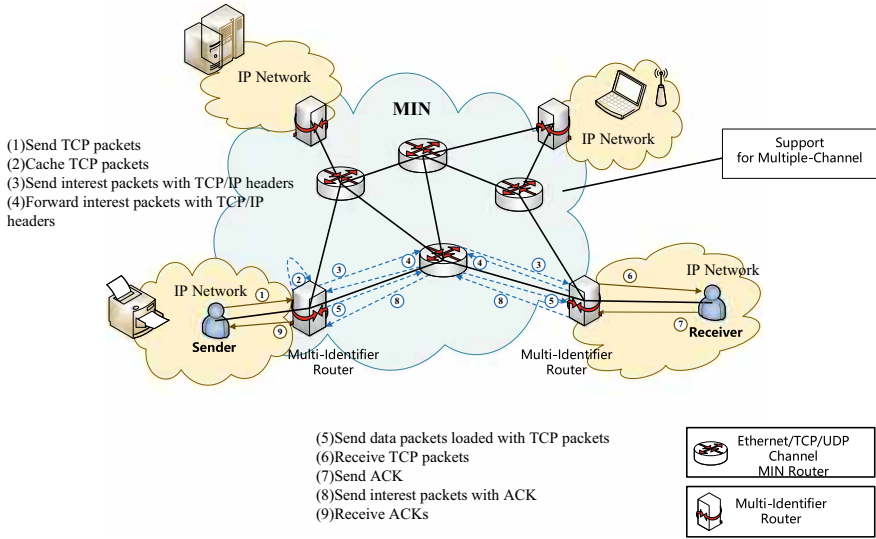 IP Network
MIN
IP Network
Support
for Multiple-Channel
(1)Send TCP packets
(2)Cache TCP packets
(3)Send interest packets with TCP/IP headers
(4)Forward interest packets with TCP/IP
headers
IP Network
1
2
3
4
4
3
6
IP Network
Sender
9
5
8
8
5
7
Receiver
Multi-Identifier
Router
Multi-Identifier
Router
(5)Send data packets loaded with TCP packets
(6)Receive TCP packets
(7)Send ACK
(8)Send interest packets with ACK
(9)Receive ACKs
Ethernet/TCP/UDP
Channel
MIN Router
Multi-Identifier
Router